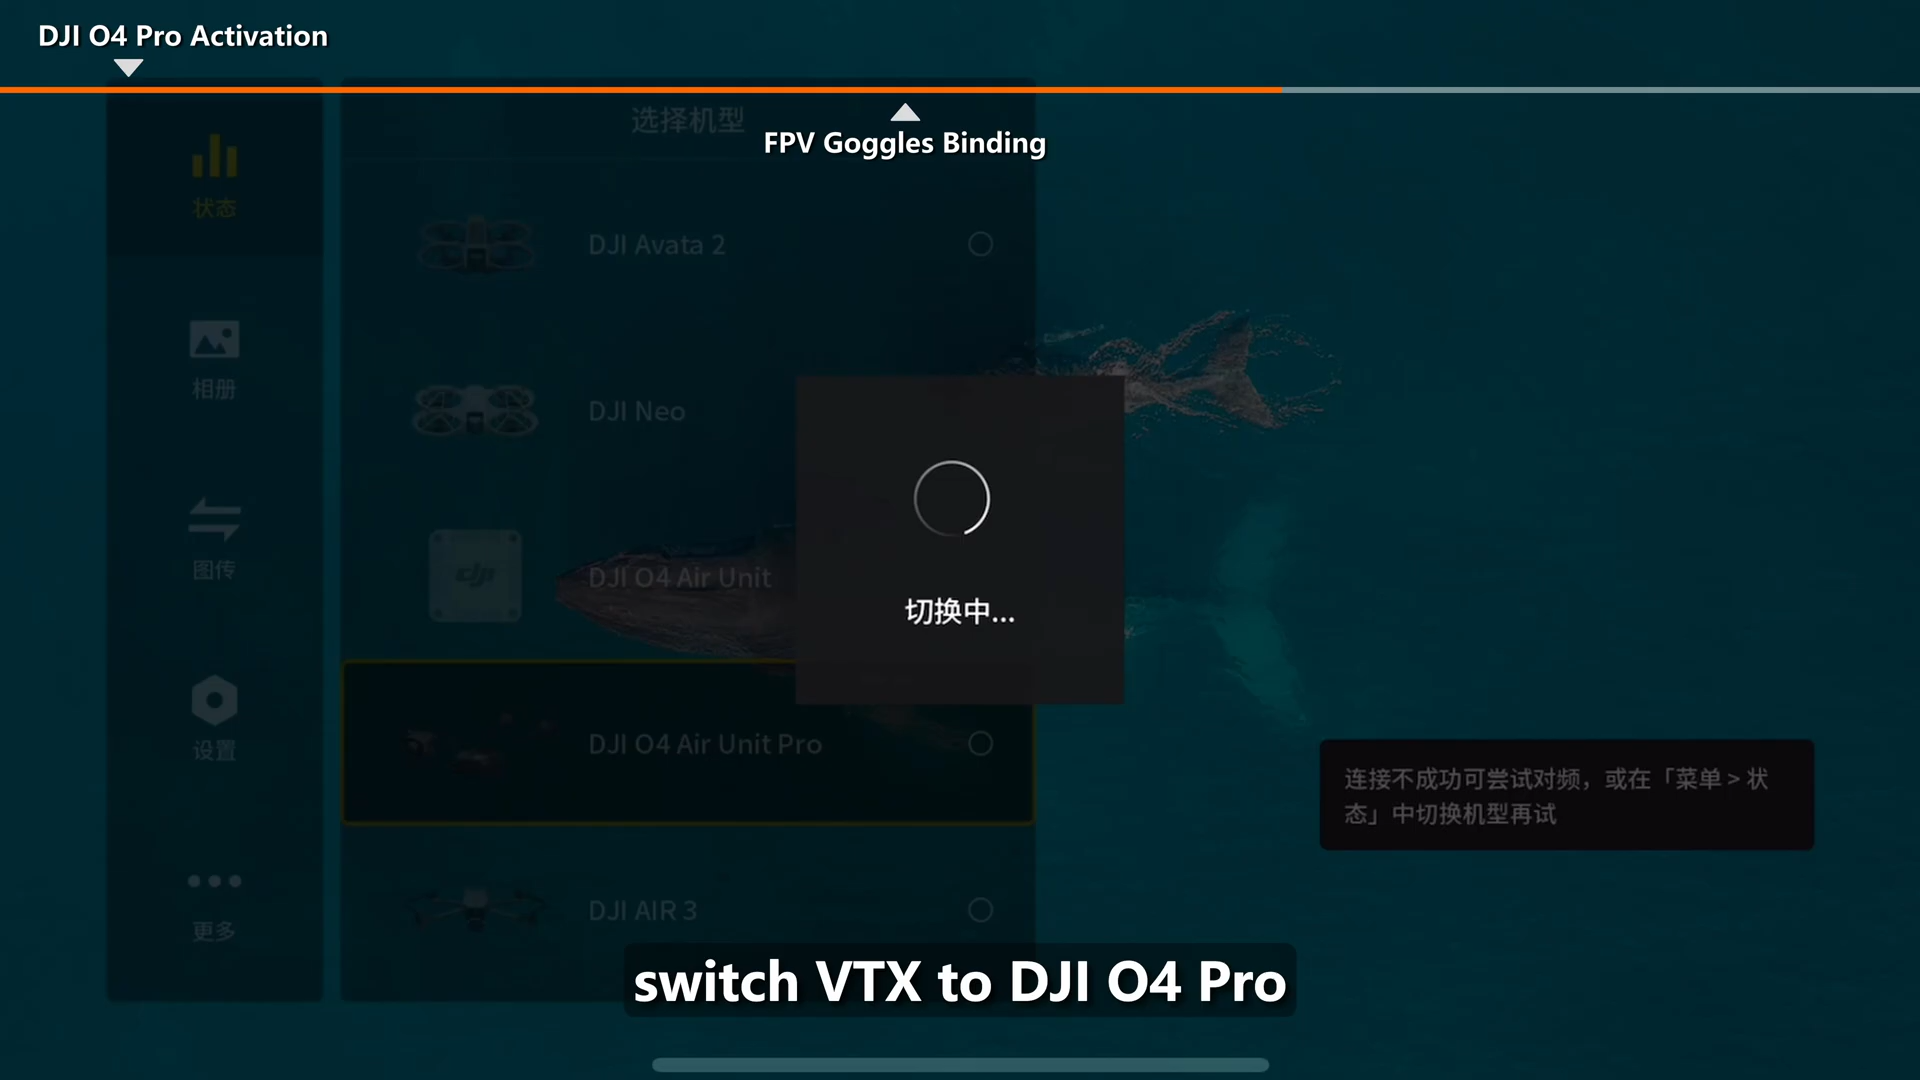 DJI O4 Pro Activation
FPV Goggles Binding
选择机型
状态
相册
图传
设置
更多
DJI Avata 2
DJI Neo
dji
DJI O4 Air Unit
DJI O4 Air Unit Pro
DJI AIR 3
切换中...
连接不成功可尝试对频，或在「菜单 > 状
态」中切换机型再试
switch VTX to DJI O4 Pro